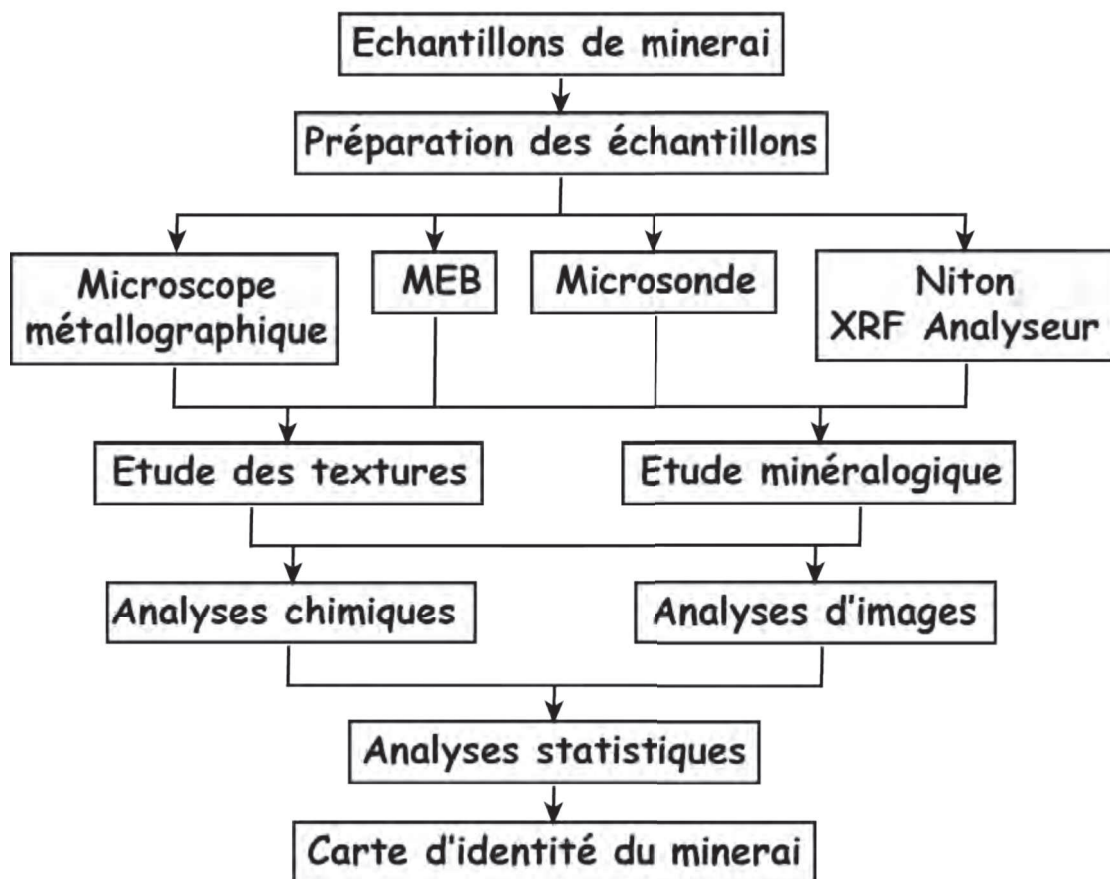 Echantillons de minerai
Préparation des échantillons
Microscope
métallographique
MEB
Microsonde
Niton
XRF Analyseur
Etude des textures
Etude minéralogique
Analyses chimiques
Analyses d'images
Analyses statistiques
Carte d'identité du minerai